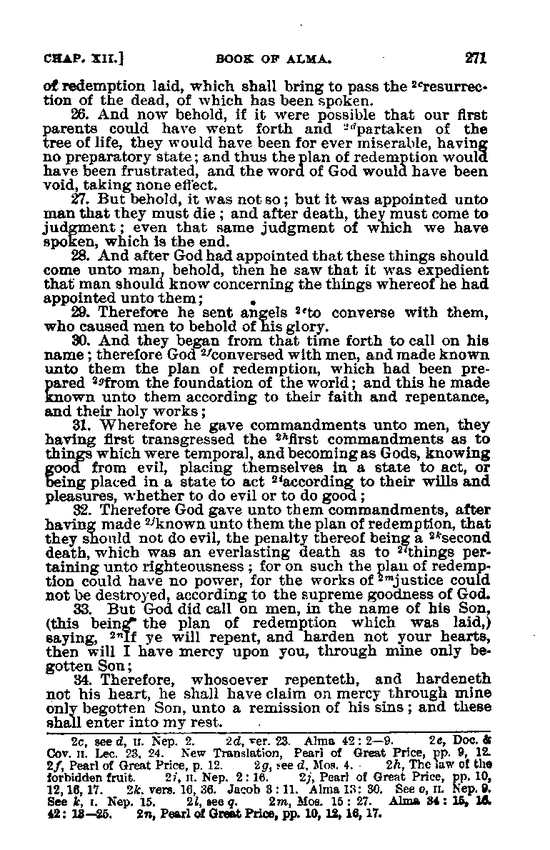 CHAP. XII.] BOOK OF ALMA. 271
of redemption laid, which shall bring to pass the 2cresurrec-
tion of the dead, of which has been spoken.
26. And now behold, if it were possible that our first
parents could have went forth and 2dpartaken of the
tree of life, they would have been for ever miserable, having
no preparatory state; and thus the plan of redemption would
have been frustrated, and the word of God would have been
void, taking none effect.
27. But behold, it was not so; but it was appointed unto
man that they must die; and after death, they must come to
judgment; even that same judgment of which we have
spoken, which is the end.
28. And after God had appointed that these things should
come unto man, behold, then he saw that it was expedient
that man should know concerning the things whereof he had
appointed unto them;
29. Therefore he sent angels 2eto converse with them,
who caused men to behold of his glory.
30. And they began from that time forth to call on his
name; therefore God 2fconversed with men, and made known
unto them the plan of redemption, which had been pre-
pared 2gfrom the foundation of the world; and this he made
known unto them according to their faith and repentance,
and their holy works;
31. Wherefore he gave commandments unto men, they
having first transgressed the 2hfirst commandments as to
things which were temporal, and becoming as Gods, knowing
good from evil, placing themselves in a state to act, or
being placed in a state to act 2iaccording to their wills and
pleasures, whether to do evil or to do good;
32. Therefore God gave unto them commandments, after
having made 2jknown unto them the plan of redemption, that
they should not do evil, the penalty thereof being a 2ksecond
death, which was an everlasting death as to 2lthings per-
taining unto righteousness; for on such the plan of redemp-
tion could have no power, for the works of 2mjustice could
not be destroyed, according to the supreme goodness of God.
33. But God did call on men, in the name of his Son,
(this being the plan of redemption which was laid,)
saying, 2nIf ye will repent, and harden not your hearts,
then will I have mercy upon you, through mine only be-
gotten Son;
34. Therefore, whosoever repenteth, and hardeneth
not his heart, he shall have claim on mercy through mine
only begotten Son, unto a remission of his sins; and these
shall enter into my rest.
2c, see d, II. Nep. 2. 2d, ver. 23. Alma 42: 2—9. 2e, Doc. &
Cov. II. Lec. 23, 24. New Translation, Pearl of Great Price, pp. 9, 12.
2f, Pearl of Great Price, p. 12. 2g, see d, Mos. 4. 2h, The law of the
forbidden fruit. 2i, II. Nep. 2: 16. 2j, Pearl of Great Price, pp. 10,
12, 16, 17. 2k. vers. 16, 36. Jacob 3: 11. Alma 13: 30. See o, II. Nep. 9.
See k, I. Nep. 15. 2l, see q. 2m, Mos. 15: 27. Alma 34: 15, 16.
42: 13—25. 2n, Pearl of Great Price, pp. 10, 12, 16, 17.